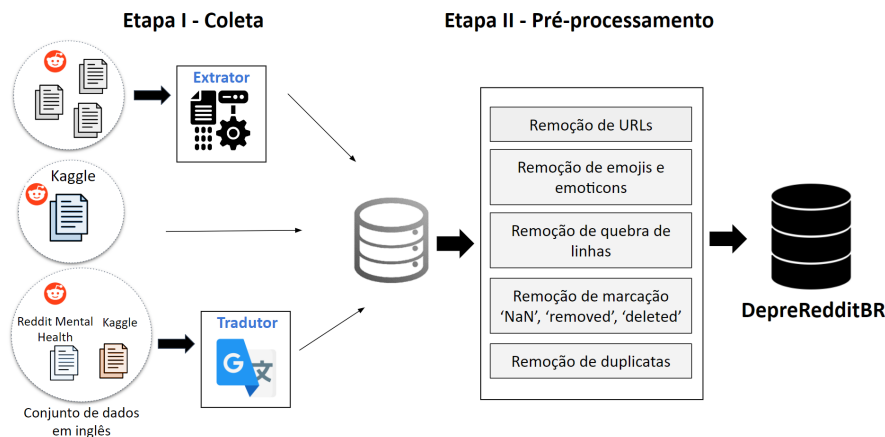 Etapa I - Coleta
Etapa II - Pré-processamento
Extrator
Kaggle
Reddit Mental
Health
Kaggle
Tradutor
G
文
Conjunto de dados
em inglês
Remoção de URLs
Remoção de emojis e
emoticons
Remoção de quebra de
linhas
Remoção de marcação
‘NaN’, ‘removed’, ‘deleted’
Remoção de duplicatas
DepreRedditBR